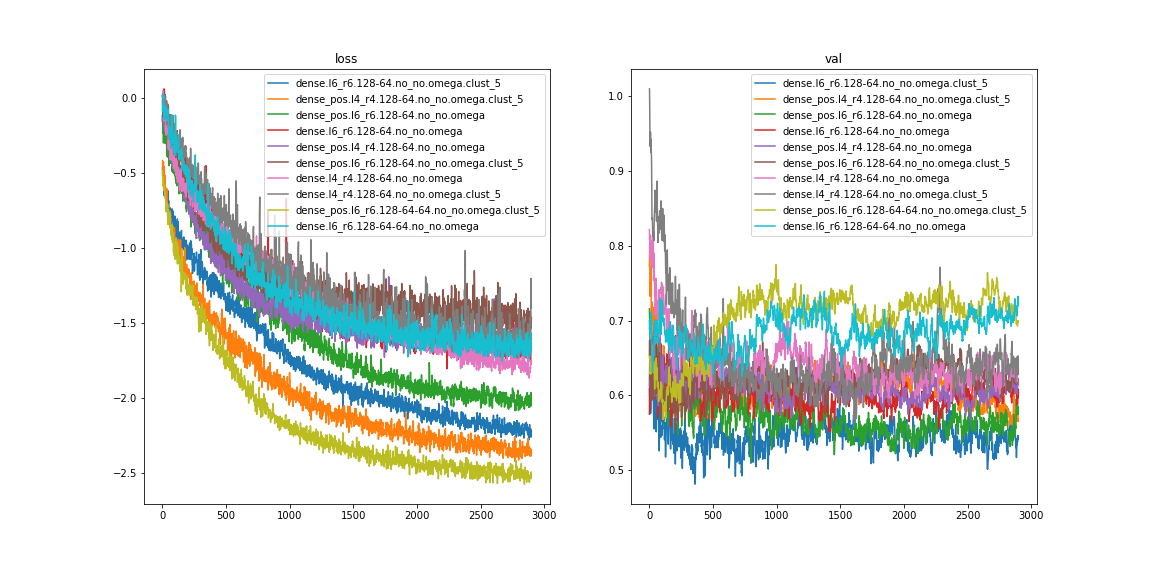 loss
0.0
−0.5
−1.0
−1.5
−2.0
−2.5
0
500
1000
1500
2000
2500
3000
dense.l6_r6.128-64.no_no.omega.clust_5
dense_pos.l4_r4.128-64.no_no.omega.clust_5
dense_pos.l6_r6.128-64.no_no.omega
dense.l6_r6.128-64.no_no.omega
dense_pos.l4_r4.128-64.no_no.omega
dense_pos.l6_r6.128-64.no_no.omega.clust_5
dense.l4_r4.128-64.no_no.omega
dense.l4_r4.128-64.no_no.omega.clust_5
dense_pos.l6_r6.128-64-64.no_no.omega.clust_5
dense.l6_r6.128-64-64.no_no.omega
val
1.0
0.9
0.8
0.7
0.6
0.5
0
500
1000
1500
2000
2500
3000
dense.l6_r6.128-64.no_no.omega.clust_5
dense_pos.l4_r4.128-64.no_no.omega.clust_5
dense_pos.l6_r6.128-64.no_no.omega
dense.l6_r6.128-64.no_no.omega
dense_pos.l4_r4.128-64.no_no.omega
dense_pos.l6_r6.128-64.no_no.omega.clust_5
dense.l4_r4.128-64.no_no.omega
dense.l4_r4.128-64.no_no.omega.clust_5
dense_pos.l6_r6.128-64-64.no_no.omega.clust_5
dense.l6_r6.128-64-64.no_no.omega